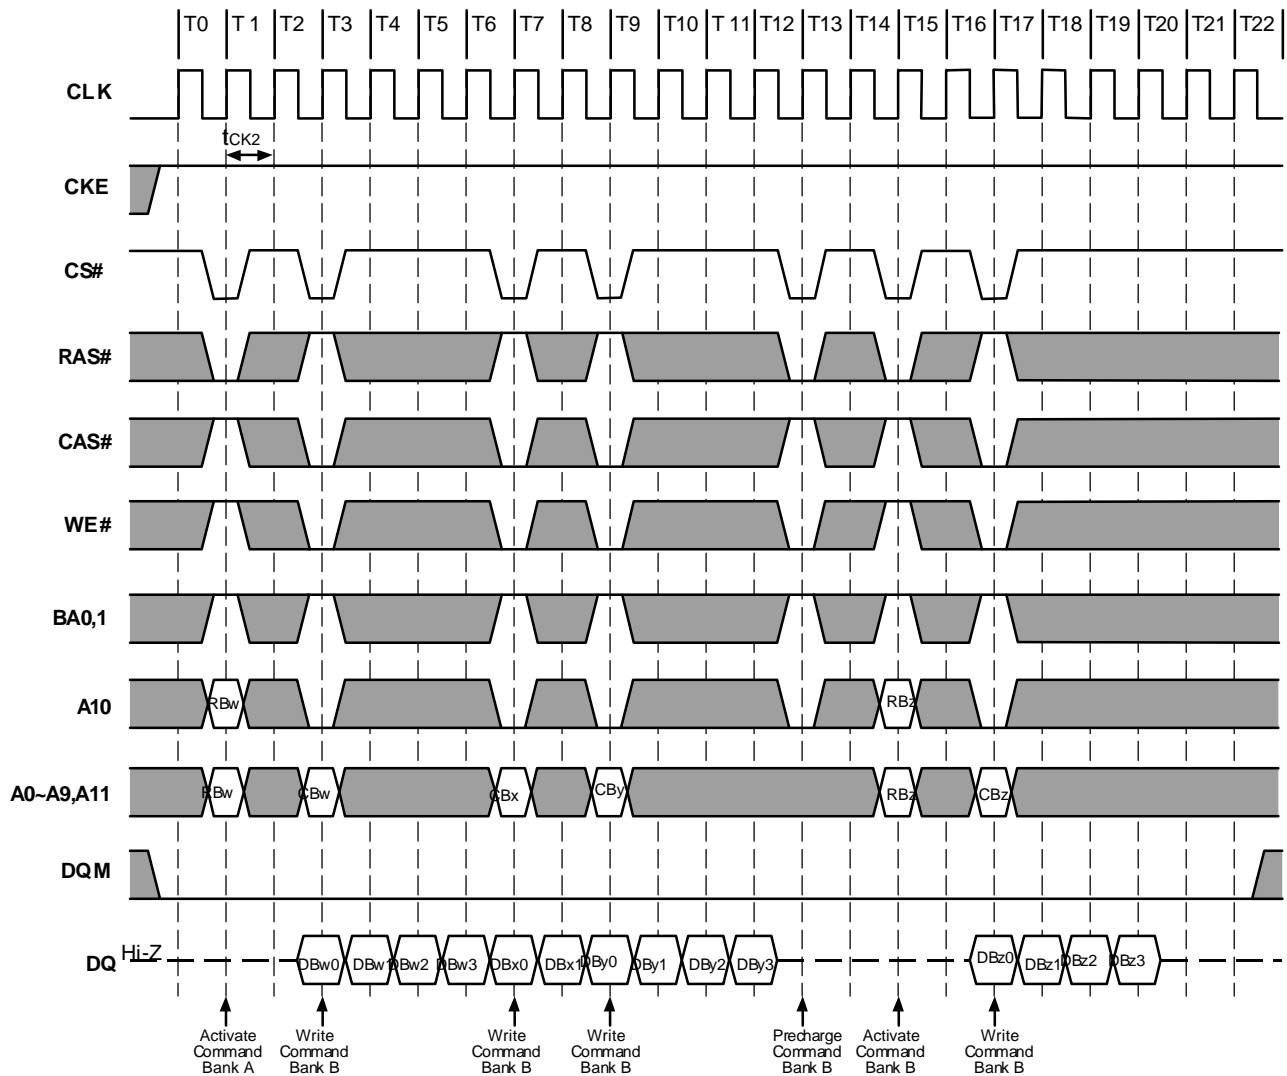 T0 T 1 T2 T3 T4 T5 T6 T7 T8 T9 T10 T 11 T12 T13 T14 T15 T16 T17 T18 T19 T20 T21 T22
CLK
tCK2
CKE
CS#
RAS#
CAS#
WE#
BA0,1
A10 RBw RBz
A0~A9,A11 RBw CBw CBx CBy RBz CBz
DQM
DQ Hi-Z DBw0 DBw1 DBw2 DBw3 DBx0 DBx1 DBy0 DBy1 DBy2 DBy3 DBz0 DBz1 DBz2 DBz3
Activate
Command
Bank A
Write
Command
Bank B
Write
Command
Bank B
Write
Command
Bank B
Precharge
Command
Bank B
Activate
Command
Bank B
Write
Command
Bank B